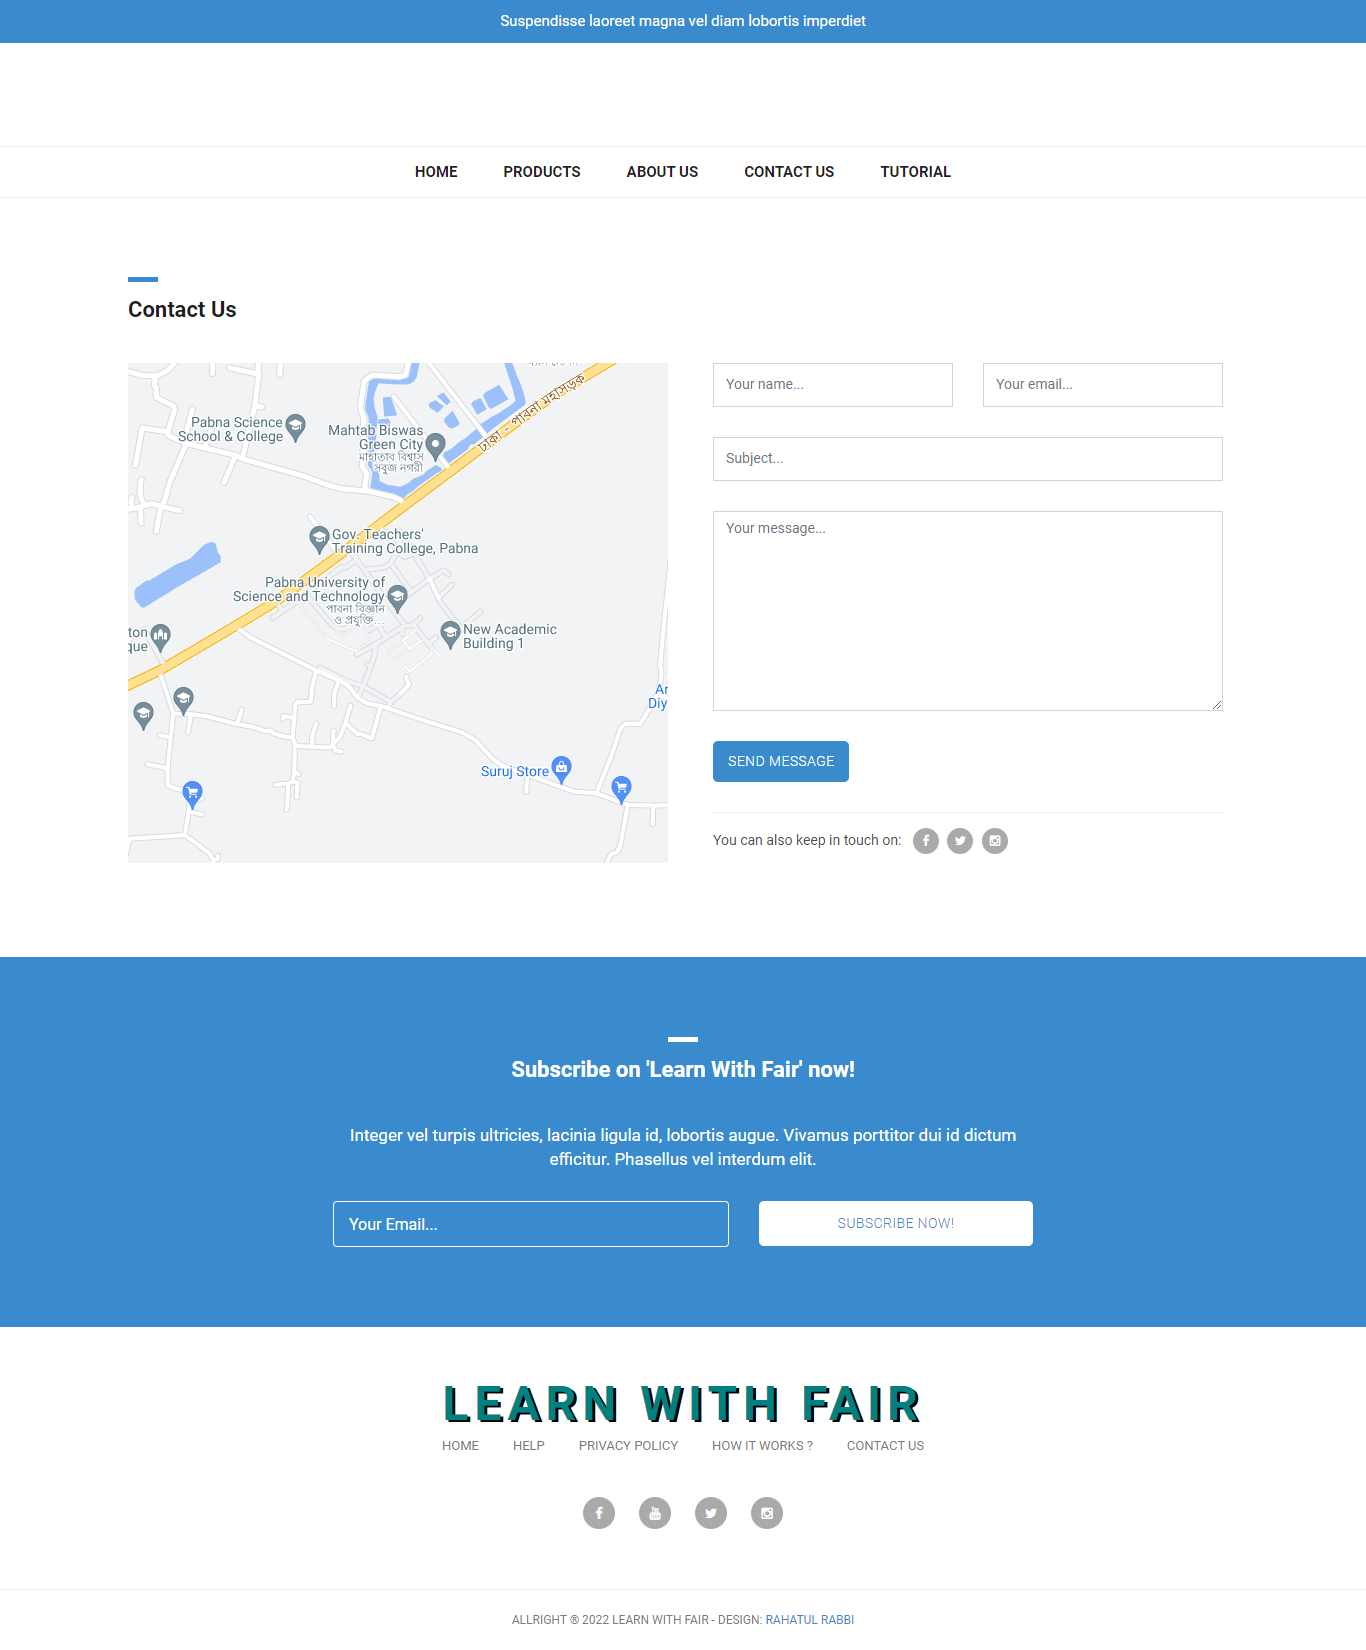 Suspendisse laoreet magna vel diam lobortis imperdiet
HOME PRODUCTS ABOUT US CONTACT US TUTORIAL
Contact Us
Pabna Science
School & College
Mahtab Biswas
Green City
মাহাতাব বিশ্বাস
সবুজ নগরী
ঢাকা - পাবনা মহাসড়ক
Gov. Teachers'
Training College, Pabna
Pabna University of
Science and Technology
পাবনা বিজ্ঞান
ও প্রযুক্তি...
New Academic
Building 1
ton
que
Ar
Diy
Suruj Store
Your name...
Your email...
Subject...
Your message...
SEND MESSAGE
You can also keep in touch on:
Subscribe on 'Learn With Fair' now!
Integer vel turpis ultricies, lacinia ligula id, lobortis augue. Vivamus porttitor dui id dictum
efficitur. Phasellus vel interdum elit.
Your Email...
SUBSCRIBE NOW!
LEARN WITH FAIR
HOME HELP PRIVACY POLICY HOW IT WORKS ? CONTACT US
ALLRIGHT ® 2022 LEARN WITH FAIR - DESIGN: RAHATUL RABBI